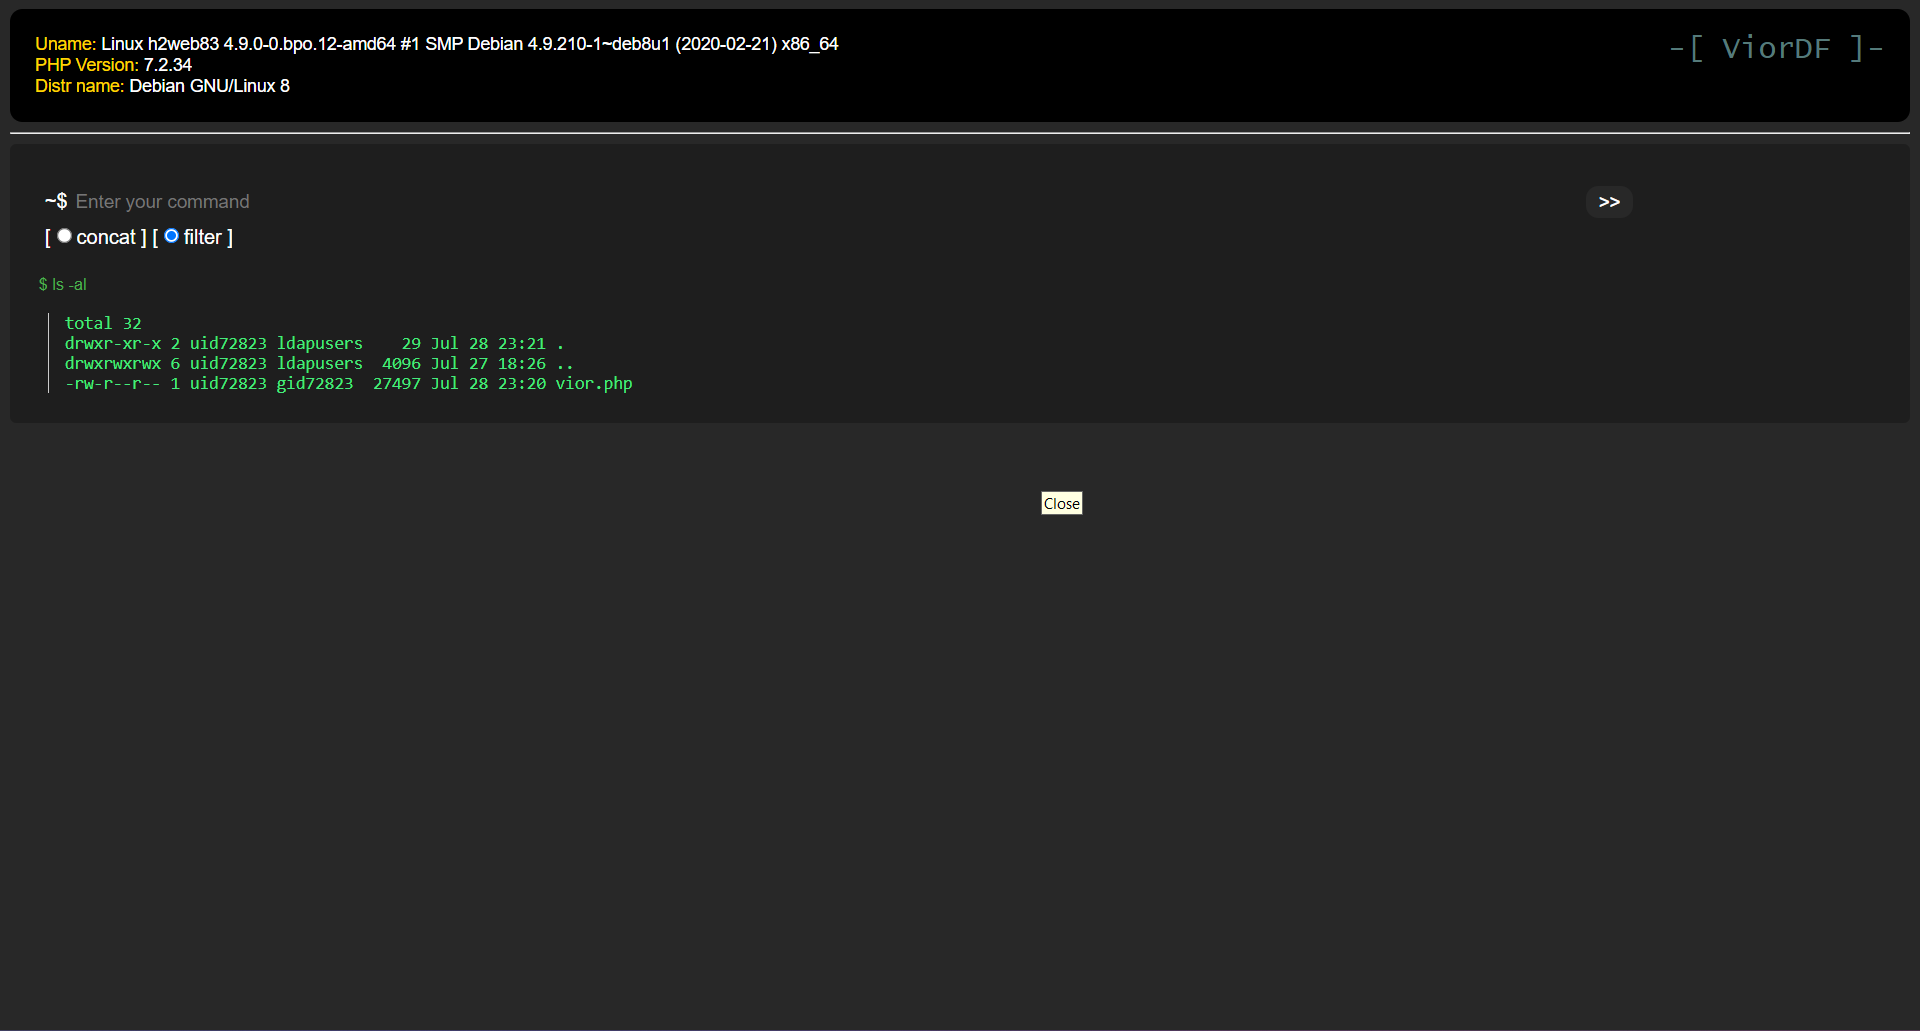 Uname: Linux h2web83 4.9.0-0.bpo.12-amd64 #1 SMP Debian 4.9.210-1~deb8u1 (2020-02-21) x86_64
PHP Version: 7.2.34
Distr name: Debian GNU/Linux 8
-[ ViorDF ]-
~$ Enter your command
>>
[ concat ] [ filter ]
$ ls -al
total 32
drwxr-xr-x 2 uid72823 ldapusers    29 Jul 28 23:21 .
drwxrwxrwx 6 uid72823 ldapusers  4096 Jul 27 18:26 ..
-rw-r--r-- 1 uid72823 gid72823  27497 Jul 28 23:20 vior.php
Close